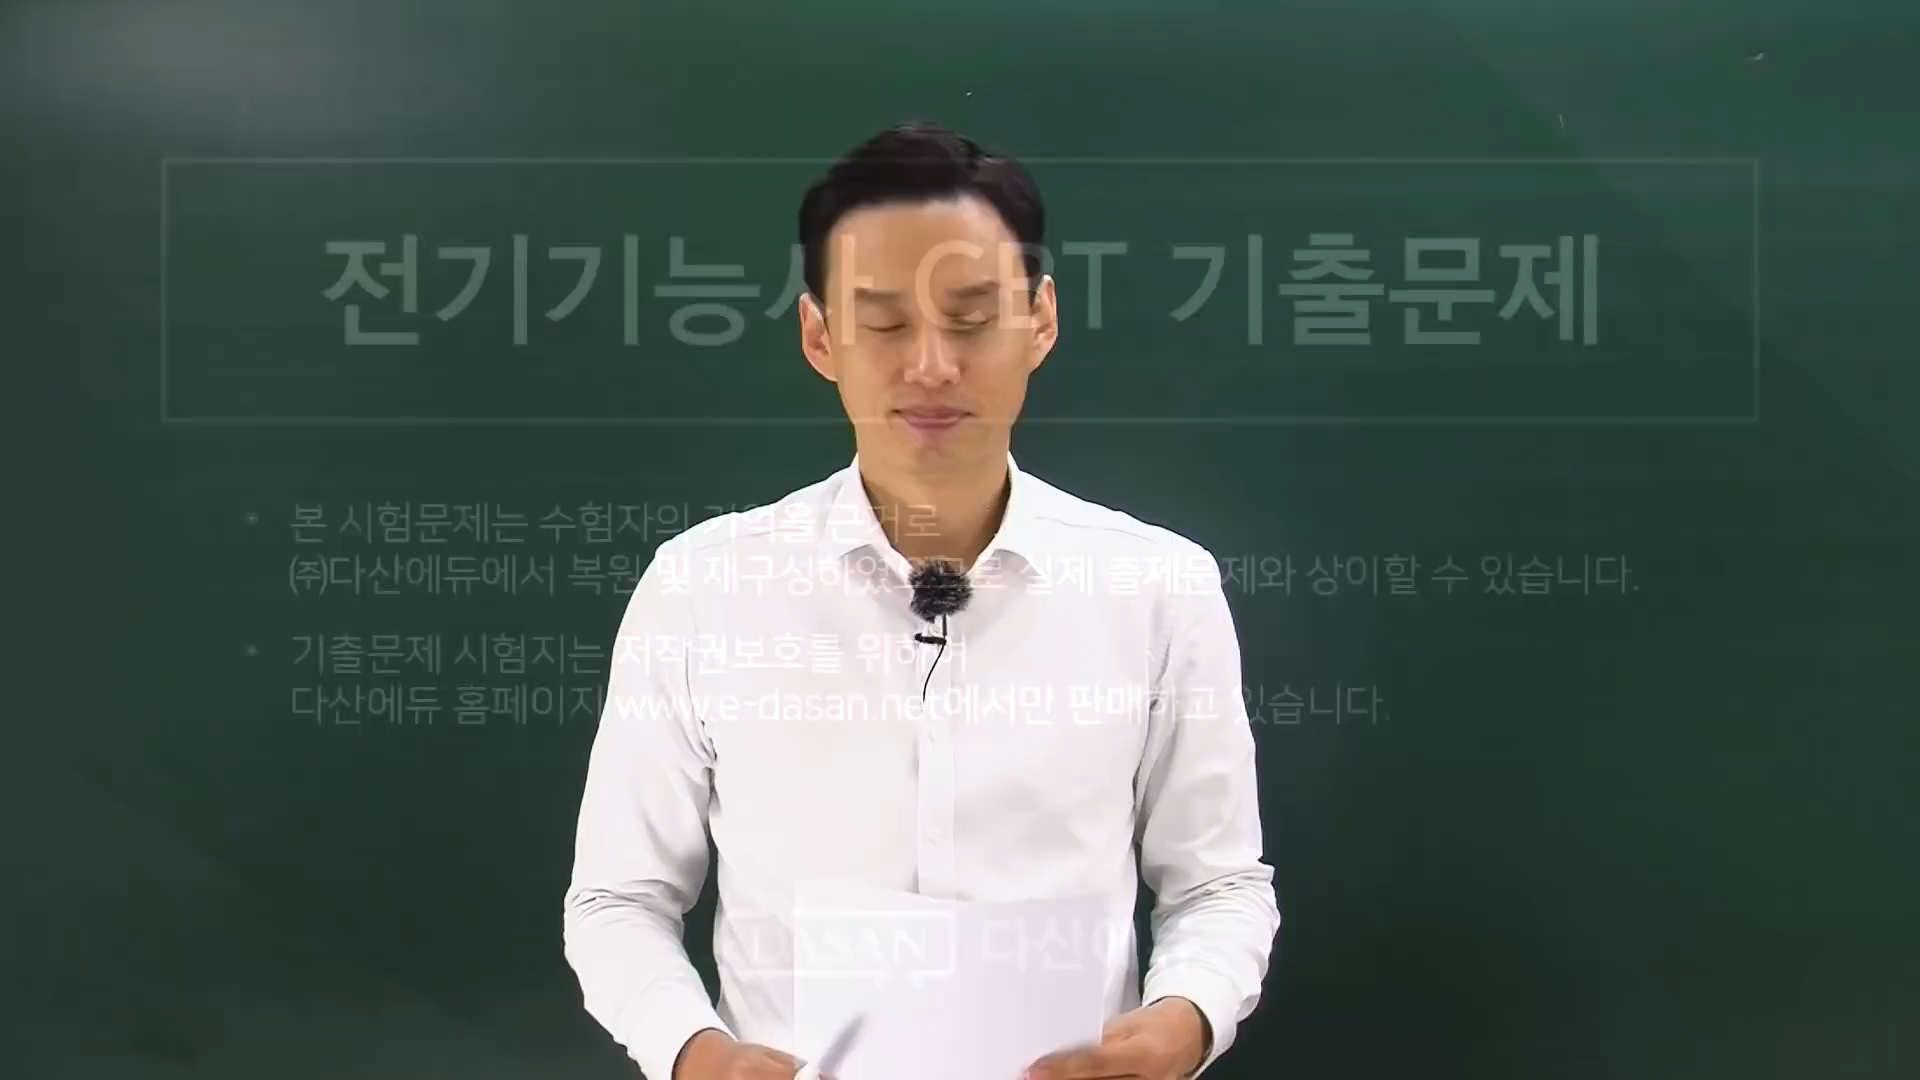 전기기능사 CBT 기출문제
• 본 시험문제는 수험자의 기억을 근거로
㈜다산에듀에서 복원 및 재구성하였으므로 실제 출제문제와 상이할 수 있습니다.
• 기출문제 시험지는 저작권보호를 위하여
다산에듀 홈페이지 www.e-dasan.net에서만 판매하고 있습니다.
DASAN 다산에듀